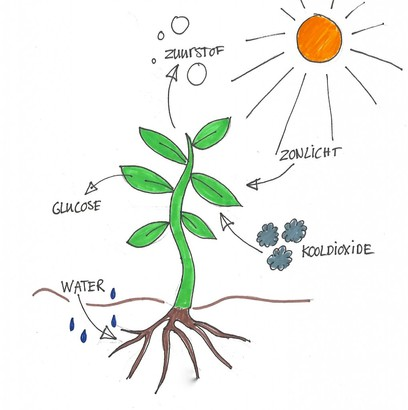 ZUURSTOF
ZONLICHT
GLUCOSE
KOOLDIOXIDE
WATER